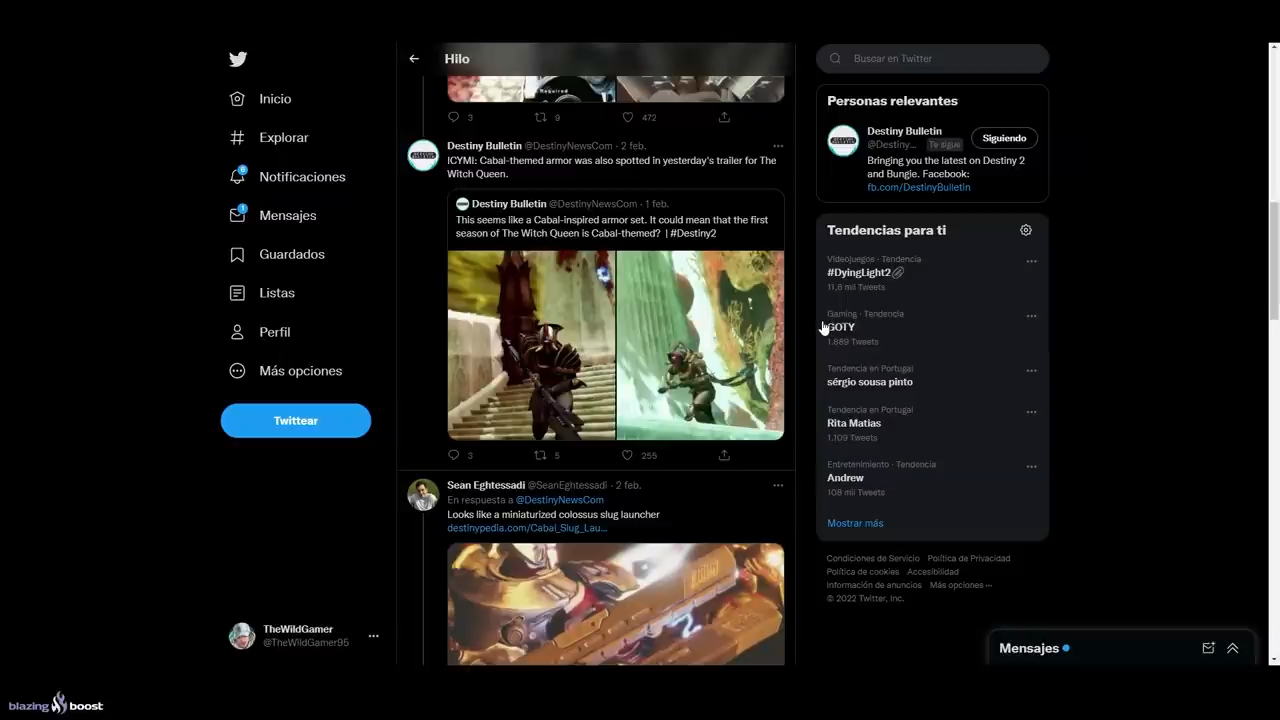 Inicio
Explorar
6
Notificaciones
1
Mensajes
Guardados
Listas
Perfil
Más opciones
Twittear
TheWildGamer
@TheWildGamer95
Hilo
Required
3
9
472
Destiny Bulletin @DestinyNewsCom · 2 feb.
ICYMI: Cabal-themed armor was also spotted in yesterday's trailer for The
Witch Queen.
Destiny Bulletin @DestinyNewsCom · 1 feb.
This seems like a Cabal-inspired armor set. It could mean that the first
season of The Witch Queen is Cabal-themed? | #Destiny2
3
5
255
Sean Eghtessadi @SeanEghtessadi · 2 feb.
En respuesta a @DestinyNewsCom
Looks like a miniaturized colossus slug launcher
destinypedia.com/Cabal_Slug_Lau...
Buscar en Twitter
Personas relevantes
Destiny Bulletin
@Destiny...
Te sigue
Siguiendo
Bringing you the latest on Destiny 2
and Bungie. Facebook:
fb.com/DestinyBulletin
Tendencias para ti
Videojuegos · Tendencia
#DyingLight2
11,6 mil Tweets
Gaming · Tendencia
GOTY
1.889 Tweets
Tendencia en Portugal
sérgio sousa pinto
Tendencia en Portugal
Rita Matias
1.109 Tweets
Entretenimiento · Tendencia
Andrew
108 mil Tweets
Mostrar más
Condiciones de Servicio Política de Privacidad
Política de cookies Accesibilidad
Información de anuncios Más opciones ···
© 2022 Twitter, Inc.
Mensajes
blazing boost